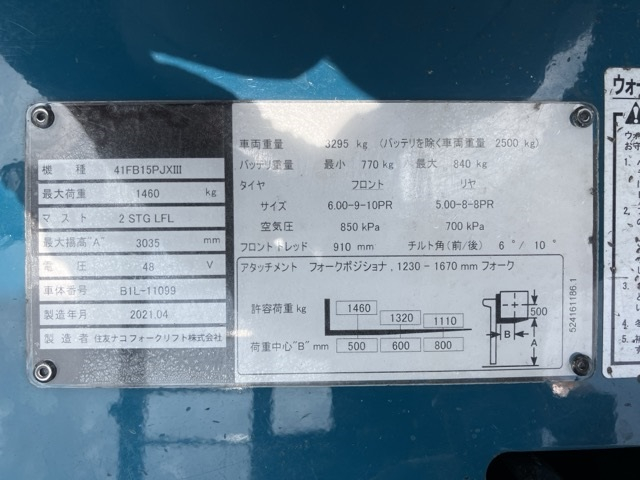 機 種 41FB15PJXIII
最大荷重 1460 kg
マスト 2 STG LFL
最大揚高"A" 3035 mm
電 圧 48 V
車体番号 B1L-11099
製造年月 2021.04
製造者 住友ナコフォークリフト株式会社
車両重量 3295 kg (バッテリを除く車両重量 2500 kg)
バッテリ重量 最小 770 kg 最大 840 kg
タイヤ フロント リヤ
サイズ 6.00-9-10PR 5.00-8-8PR
空気圧 850 kPa 700 kPa
フロントトレッド 910 mm チルト角(前/後) 6°/10°
アタッチメント フォークポジショナ, 1230-1670mmフォーク
許容荷重 kg 1460 1320 1110
荷重中心"B" mm 500 600 800
500
B
A
524161186.1
ウォ